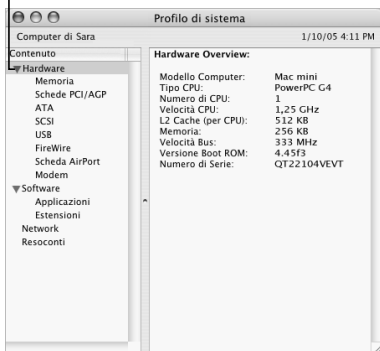 Profilo di sistema
Computer di Sara
1/10/05 4:11 PM
Contenuto
Hardware
Memoria
Schede PCI/AGP
ATA
SCSI
USB
FireWire
Scheda AirPort
Modem
Software
Applicazioni
Estensioni
Network
Resoconti
Hardware Overview:
Modello Computer: Mac mini
Tipo CPU: PowerPC G4
Numero di CPU: 1
Velocità CPU: 1,25 GHz
L2 Cache (per CPU): 512 KB
Memoria: 256 KB
Velocità Bus: 333 MHz
Versione Boot ROM: 4.45f3
Numero di Serie: QT22104VEVT